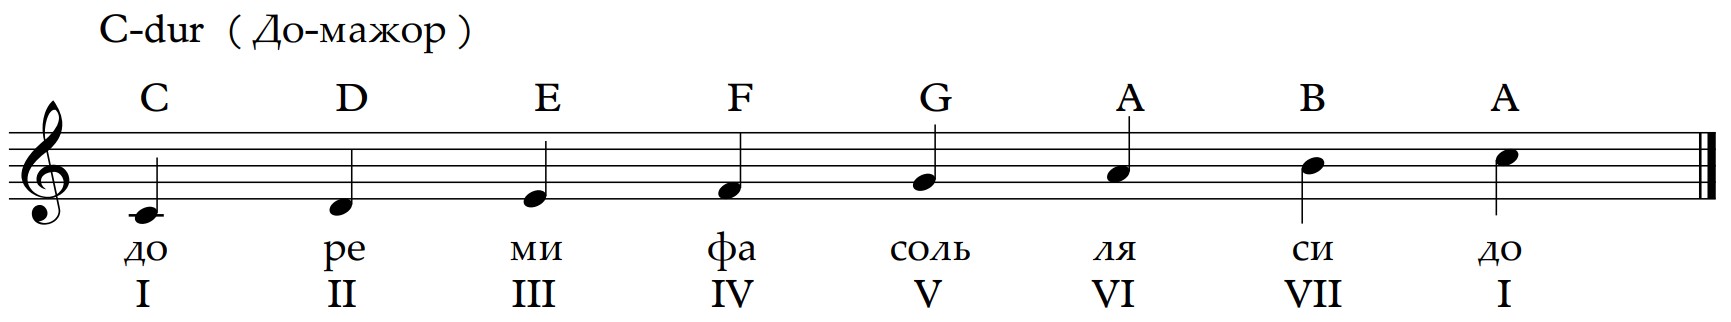 C-dur ( До-мажор )
C D E F G A B A
до ре ми фа соль ля си до
I II III IV V VI VII I